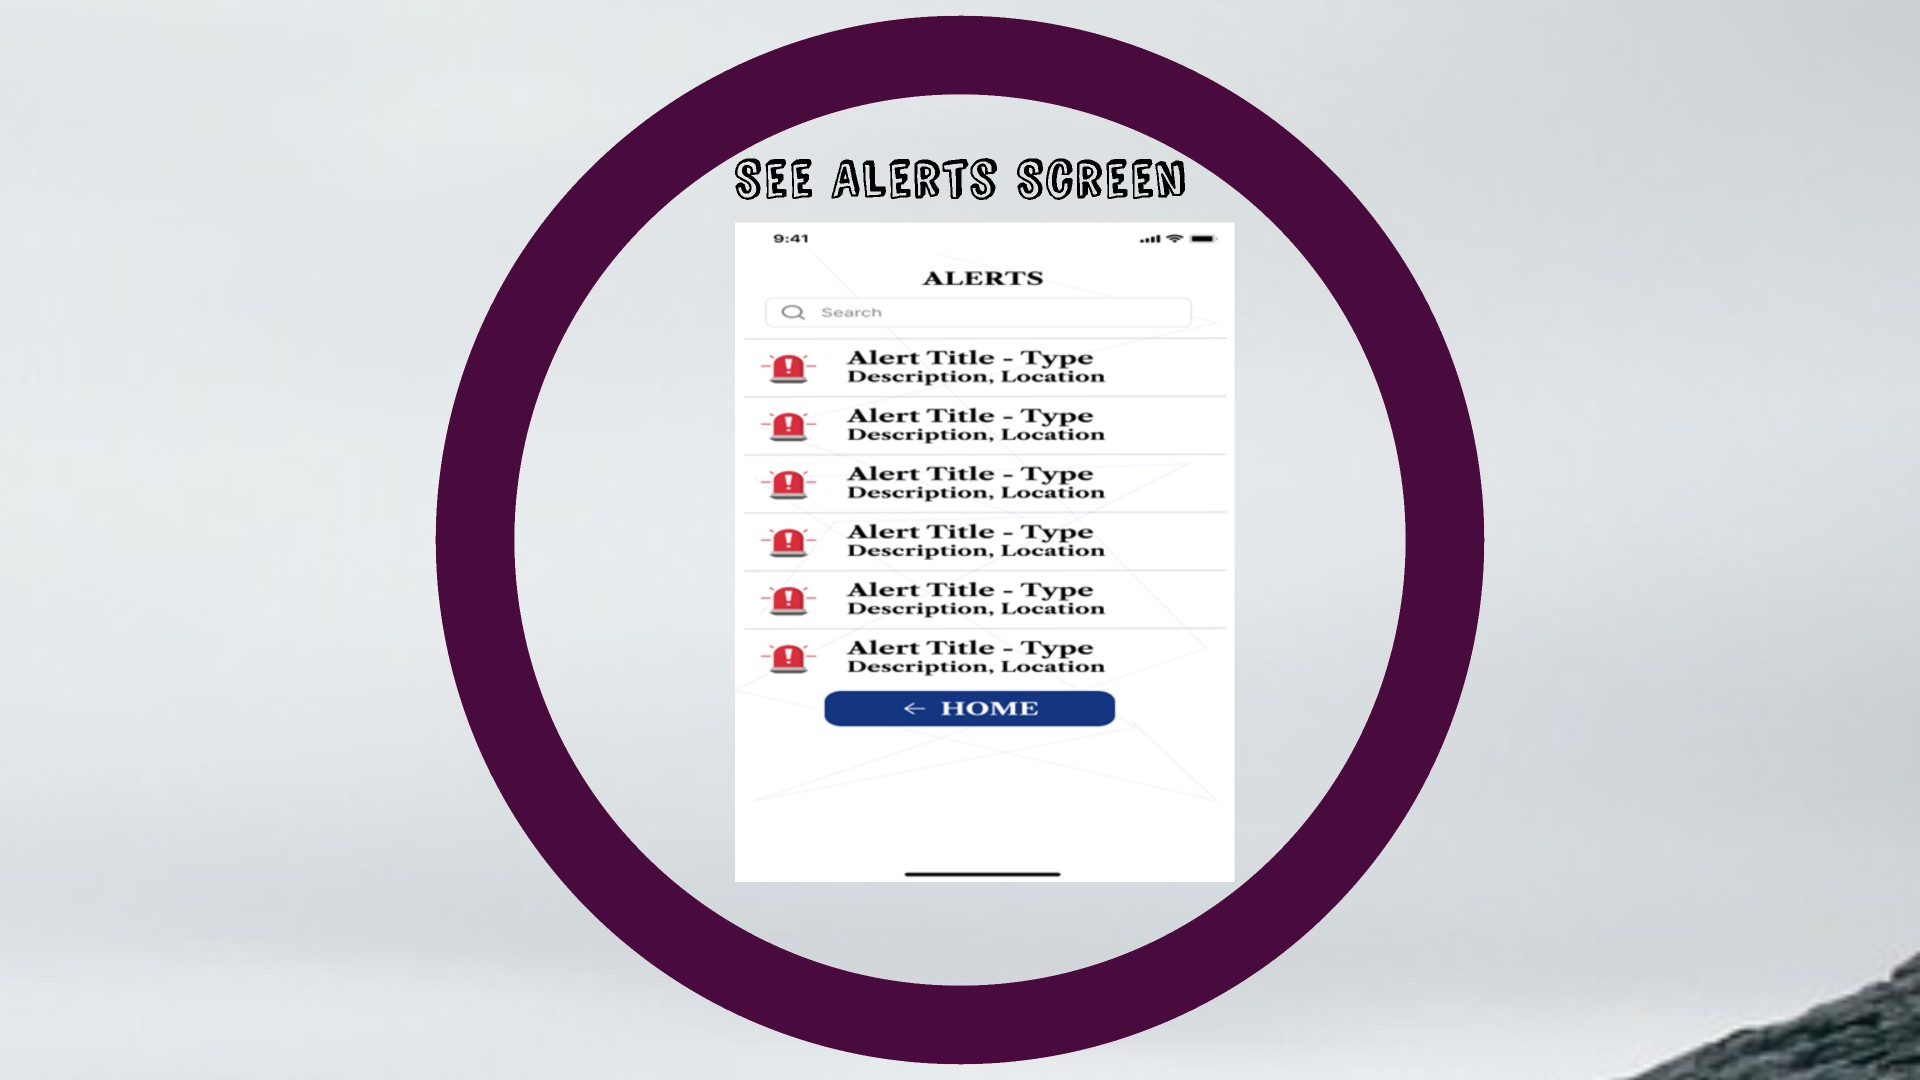 SEE ALERTS SCREEN
9:41
ALERTS
Search
Alert Title - Type
Description, Location
Alert Title - Type
Description, Location
Alert Title - Type
Description, Location
Alert Title - Type
Description, Location
Alert Title - Type
Description, Location
Alert Title - Type
Description, Location
← HOME